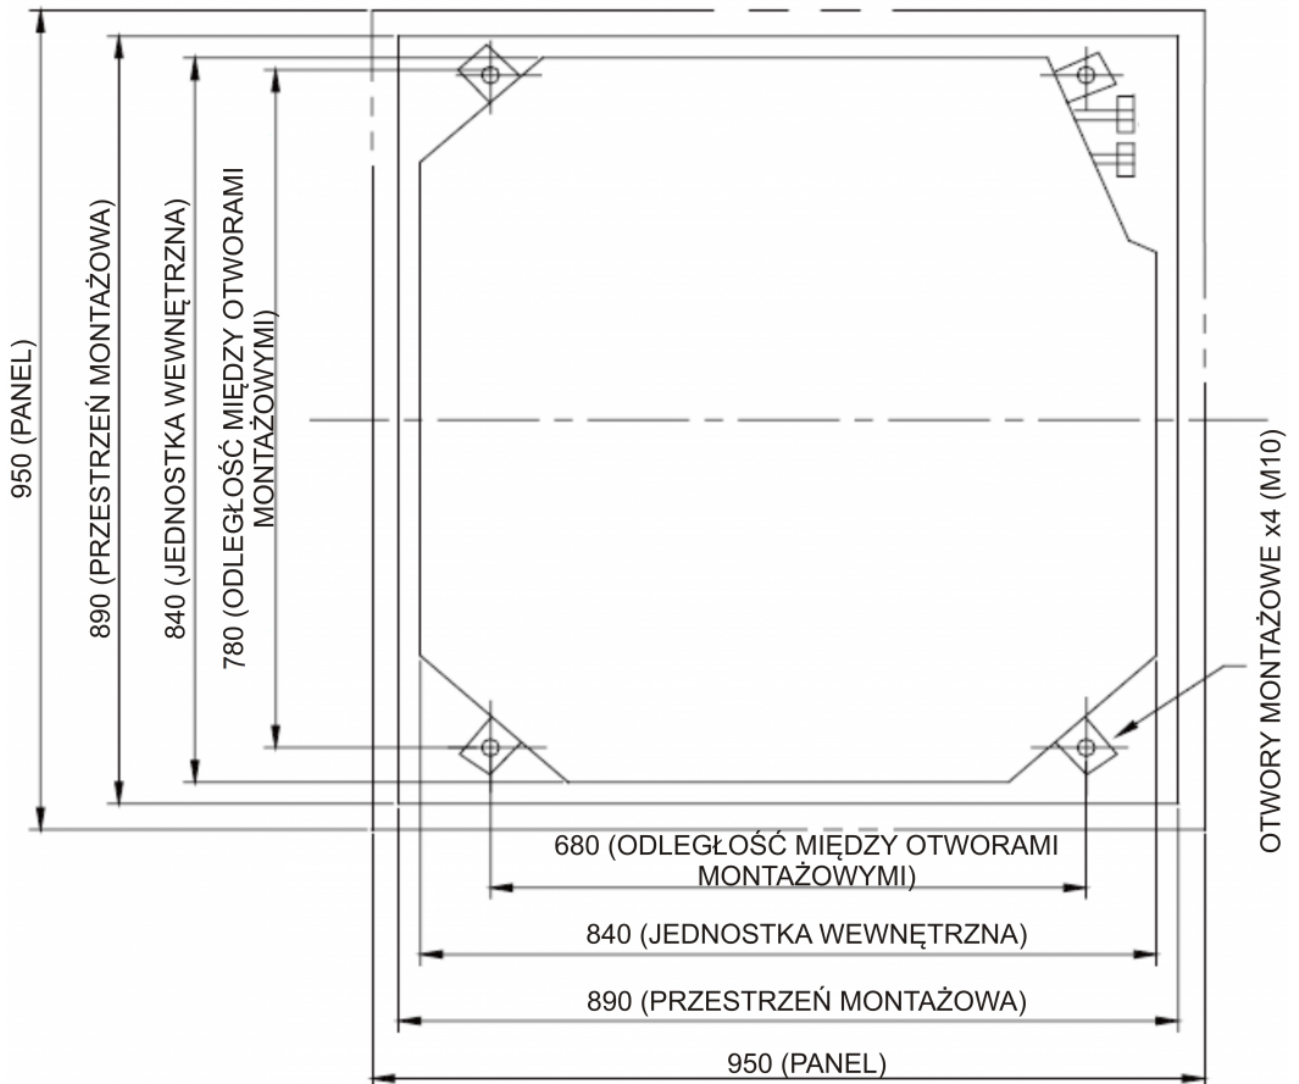 950 (PANEL)
890 (PRZESTRZEŃ MONTAŻOWA)
840 (JEDNOSTKA WEWNĘTRZNA)
780 (ODLEGŁOŚĆ MIĘDZY OTWORAMI
MONTAŻOWYMI)
OTWORY MONTAŻOWE x4 (M10)
680 (ODLEGŁOŚĆ MIĘDZY OTWORAMI
MONTAŻOWYMI)
840 (JEDNOSTKA WEWNĘTRZNA)
890 (PRZESTRZEŃ MONTAŻOWA)
950 (PANEL)